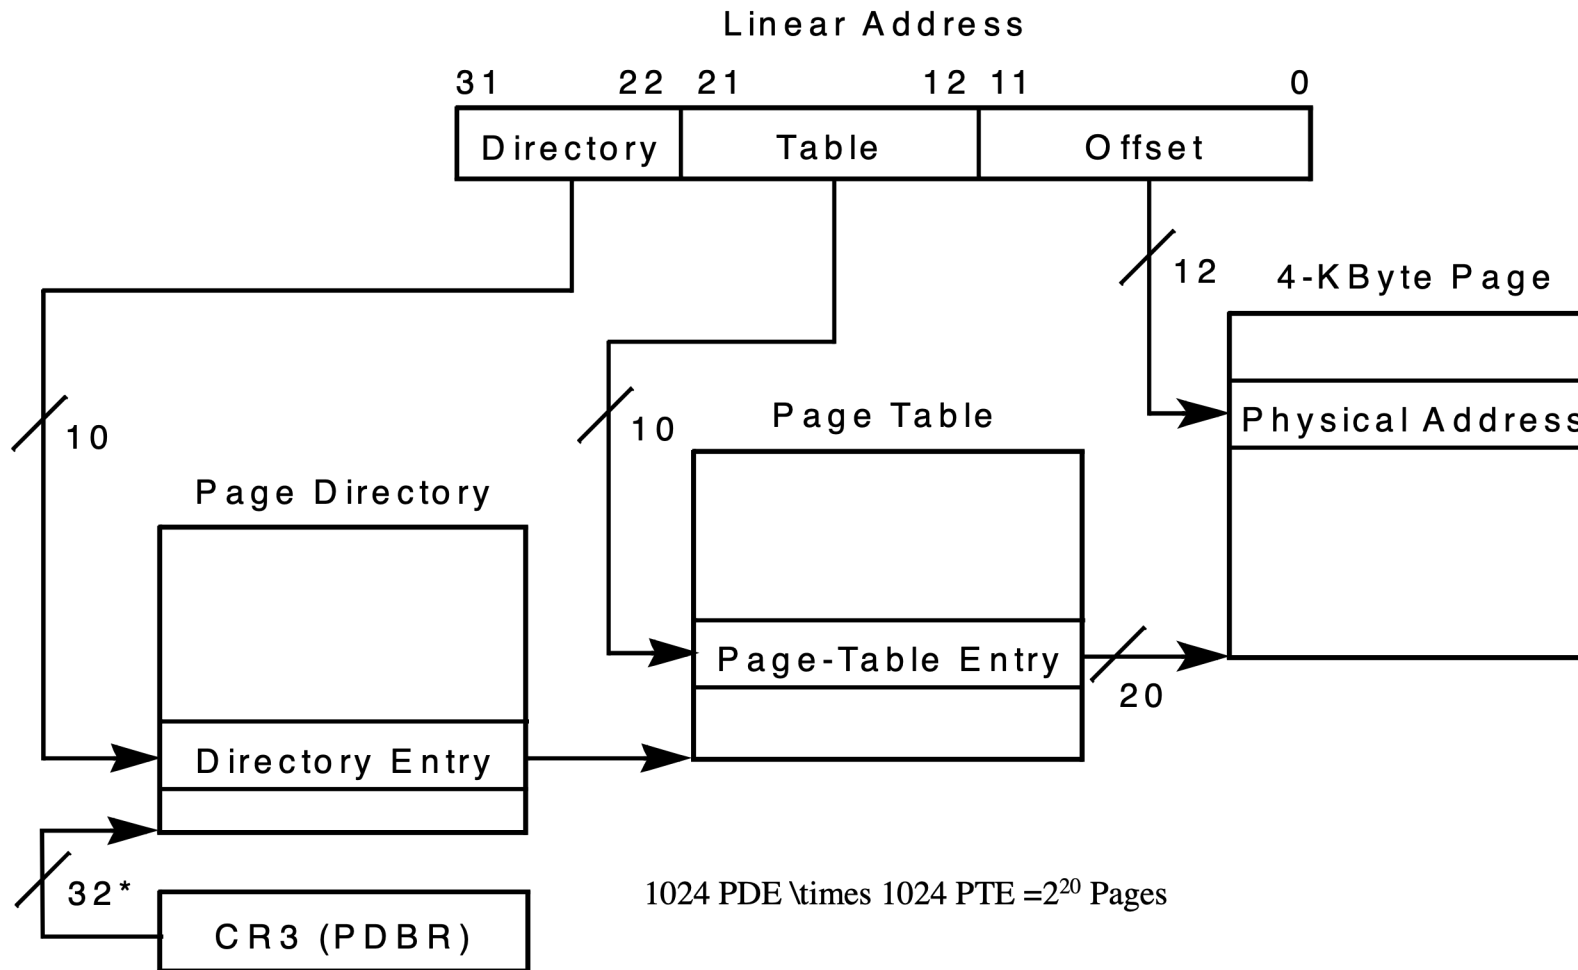 Linear Address
31 22 21 12 11 0
Directory Table Offset
12
4-KByte Page
10
10
Page Table
Physical Address
Page Directory
Page-Table Entry
20
Directory Entry
32*
1024 PDE \times 1024 PTE =2²⁰ Pages
CR3 (PDBR)